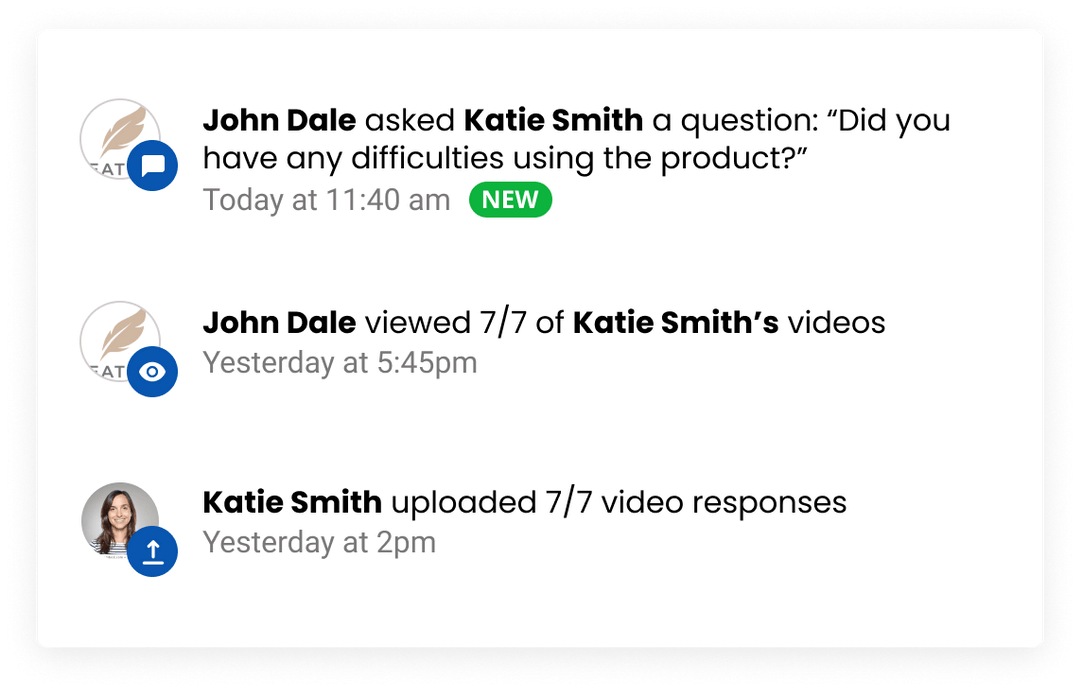 John Dale asked Katie Smith a question: “Did you
have any difficulties using the product?”
EAT
Today at 11:40 am NEW
John Dale viewed 7/7 of Katie Smith’s videos
EAT
Yesterday at 5:45pm
Katie Smith uploaded 7/7 video responses
Yesterday at 2pm